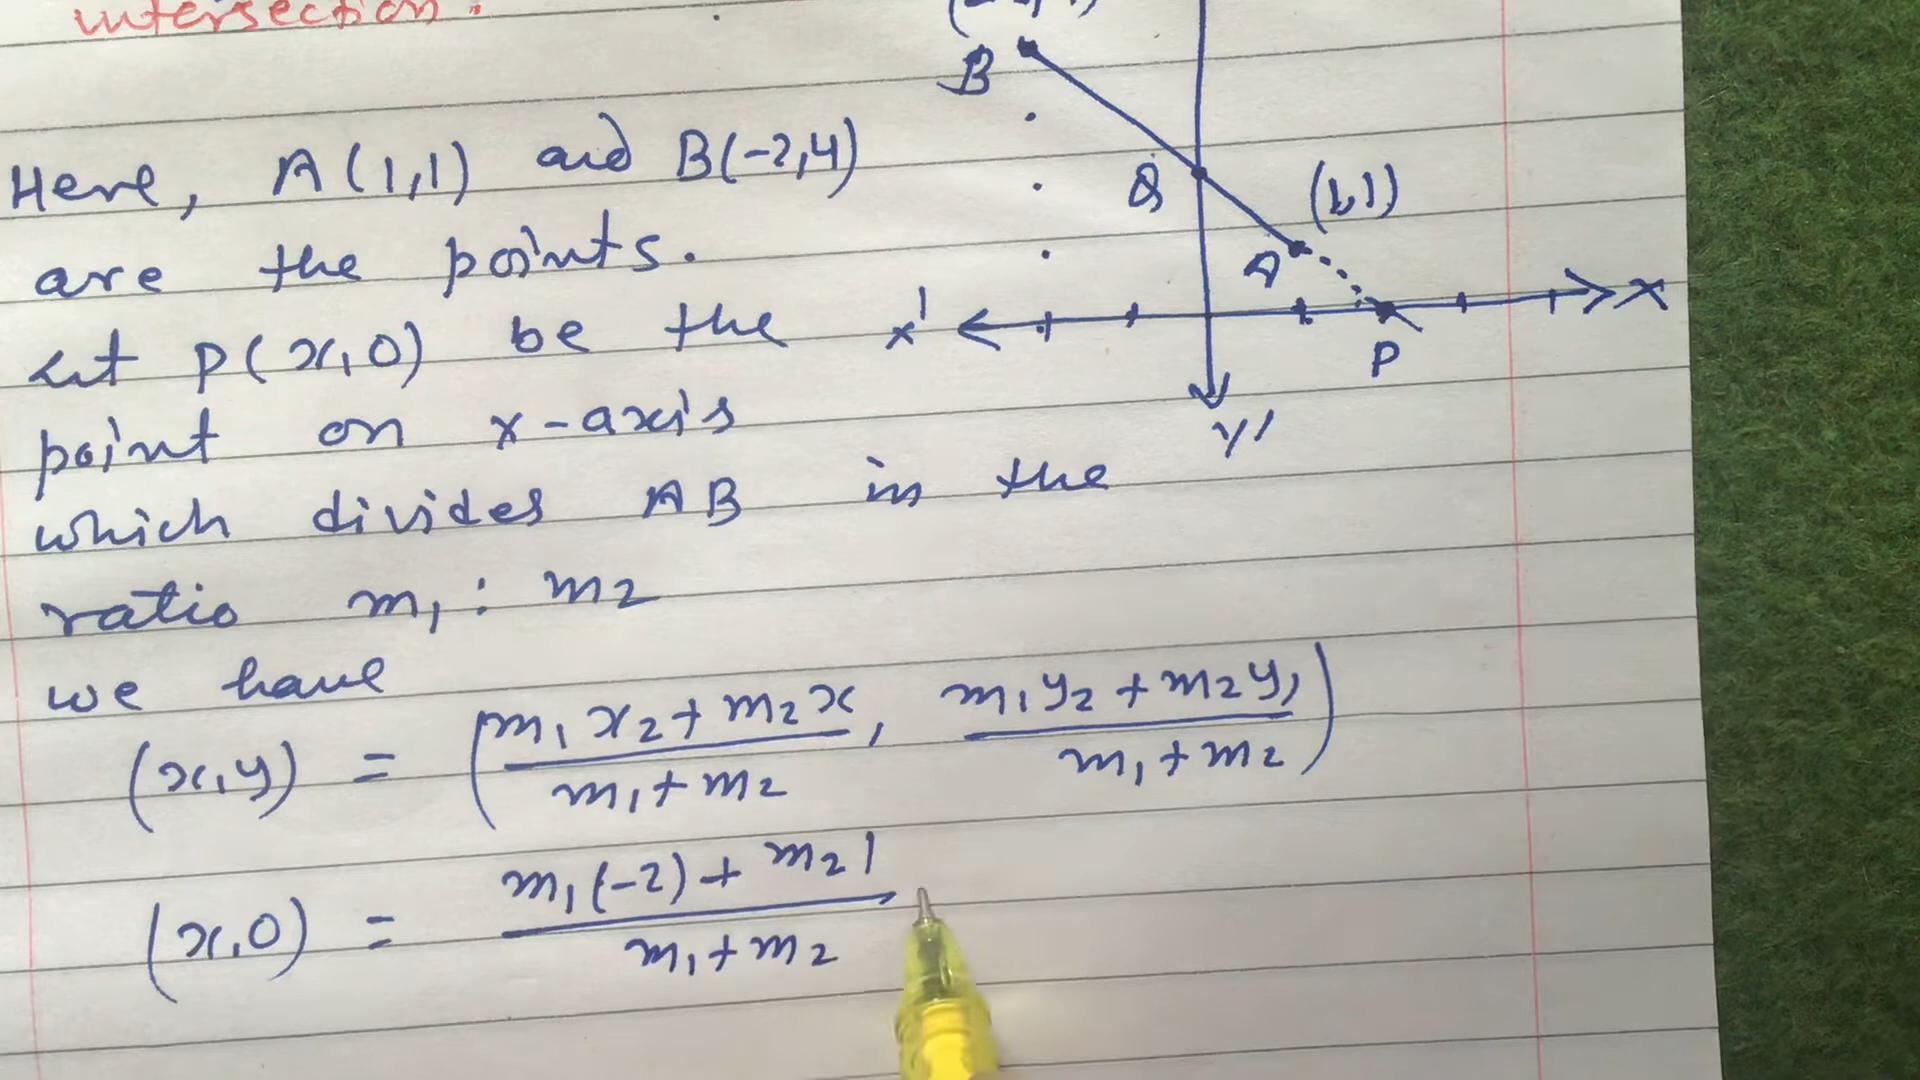 intersection.
B
Here, A(1,1) and B(-2,4)
Q
(1,1)
are the points.
A
Let P(x,0) be the
x'
X
P
point on x-axis
y'
which divides AB in the
ratio m₁ : m₂
we have
(x,y) = (m₁x₂+m₂x/m₁+m₂, m₁y₂+m₂y₁/m₁+m₂)
(x,0) = m₁(-2)+m₂1/m₁+m₂